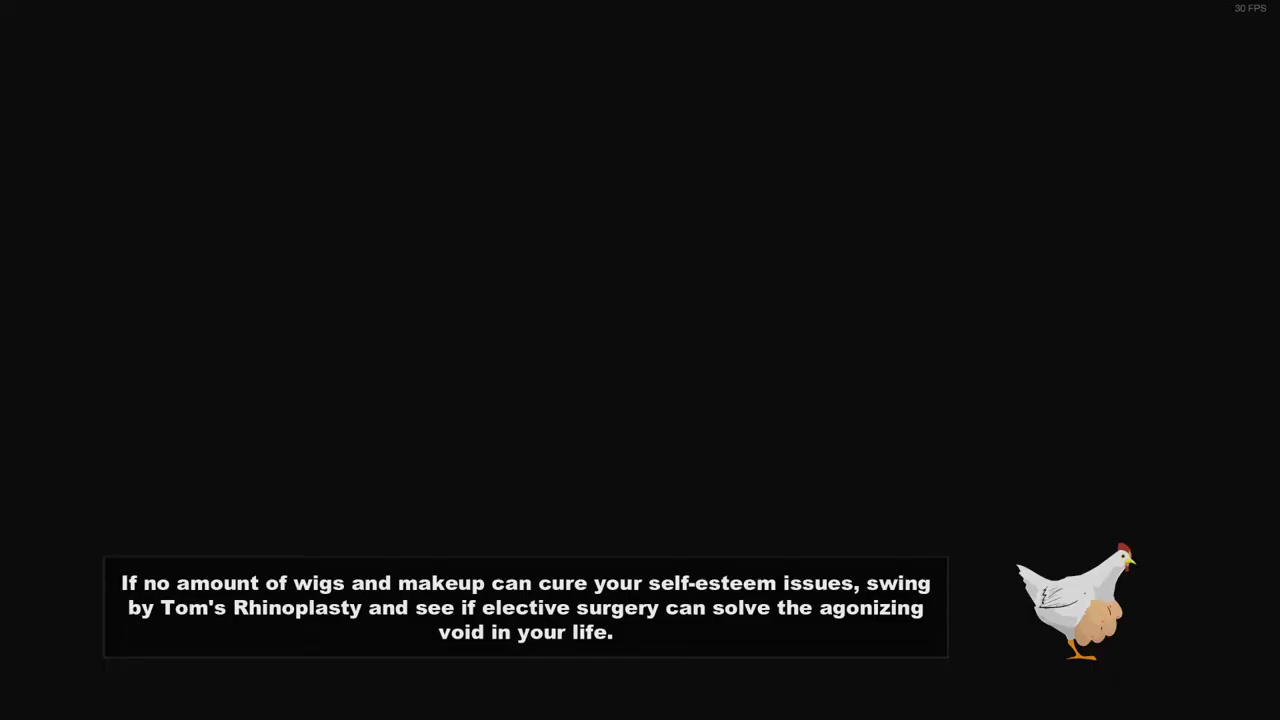 30 FPS
If no amount of wigs and makeup can cure your self-esteem issues, swing
by Tom's Rhinoplasty and see if elective surgery can solve the agonizing
void in your life.